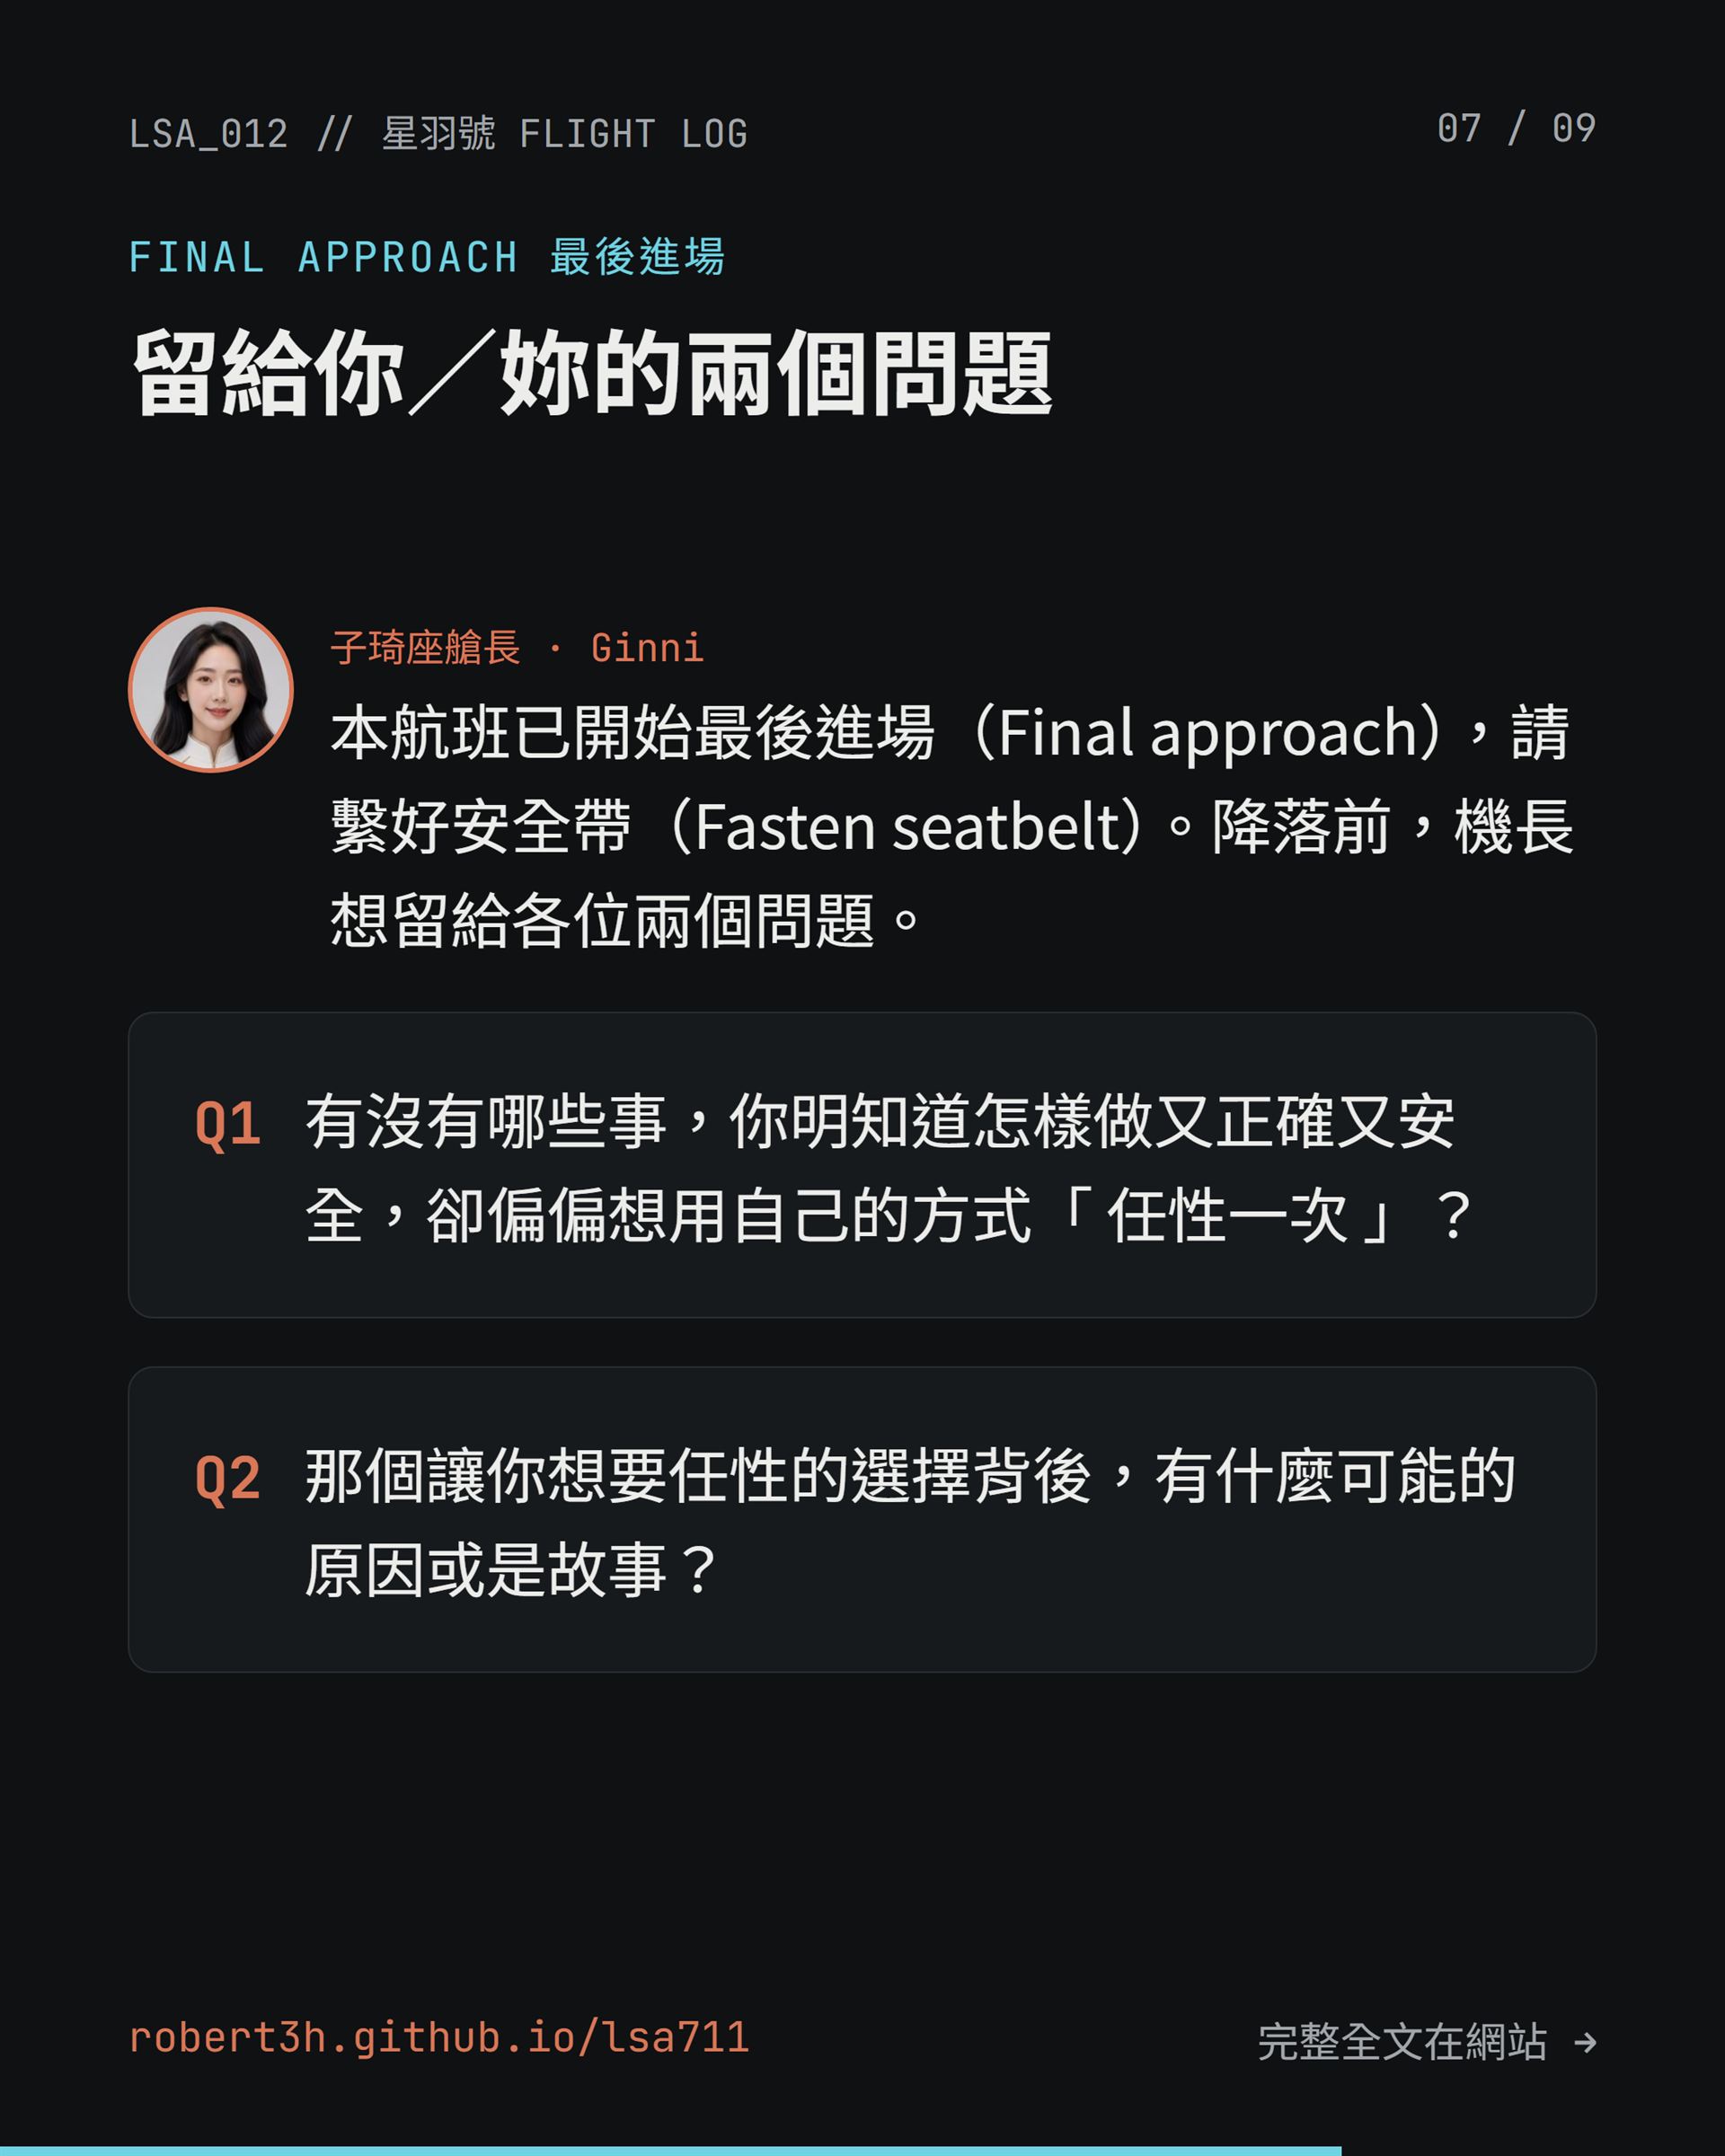 LSA_012 // 星羽號 FLIGHT LOG
07 / 09
FINAL APPROACH 最後進場
留給你／妳的兩個問題
子琦座艙長 · Ginni
本航班已開始最後進場（Final approach），請
繫好安全帶（Fasten seatbelt）。降落前，機長
想留給各位兩個問題。
Q1 有沒有哪些事，你明知道怎樣做又正確又安
全，卻偏偏想用自己的方式「任性一次」？
Q2 那個讓你想要任性的選擇背後，有什麼可能的
原因或是故事？
robert3h.github.io/lsa711
完整全文在網站 →